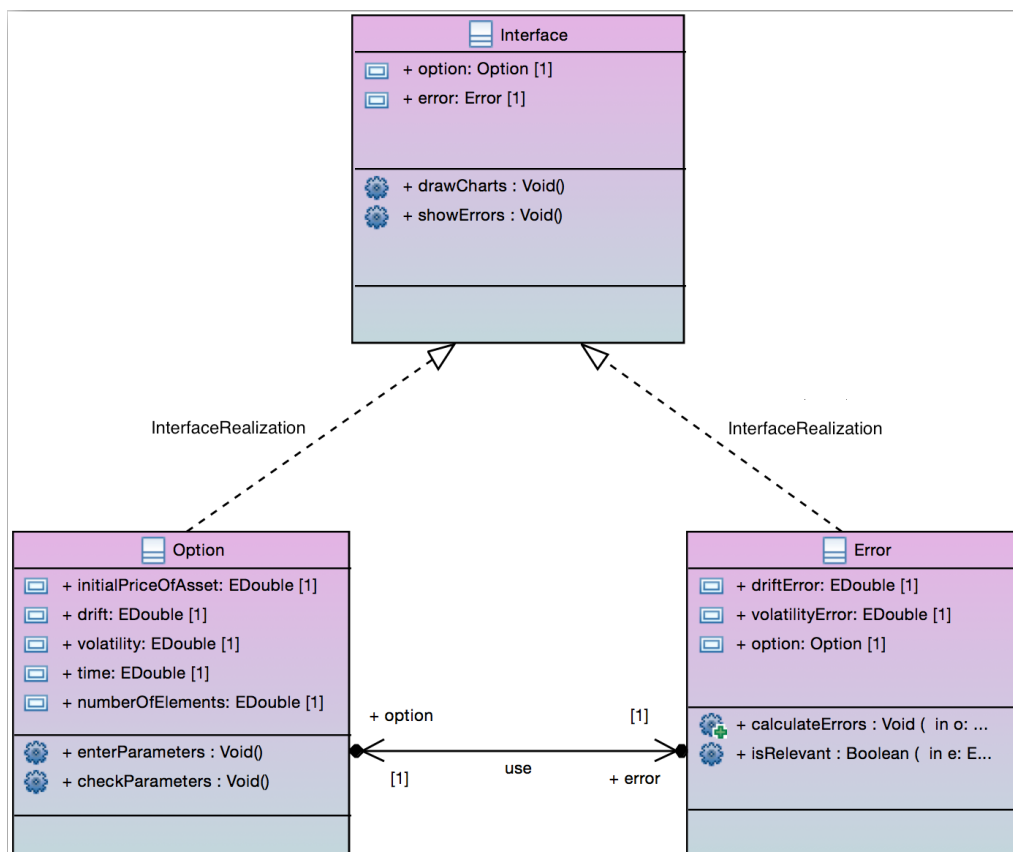 Interface
+ option: Option [1]
+ error: Error [1]
+ drawCharts : Void()
+ showErrors : Void()
InterfaceRealization
InterfaceRealization
Option
+ initialPriceOfAsset: EDouble [1]
+ drift: EDouble [1]
+ volatility: EDouble [1]
+ time: EDouble [1]
+ numberOfElements: EDouble [1]
+ enterParameters : Void()
+ checkParameters : Void()
Error
+ driftError: EDouble [1]
+ volatilityError: EDouble [1]
+ option: Option [1]
+ calculateErrors : Void ( in o: ...
+ isRelevant : Boolean ( in e: E...
+ option
[1]
use
[1]
+ error